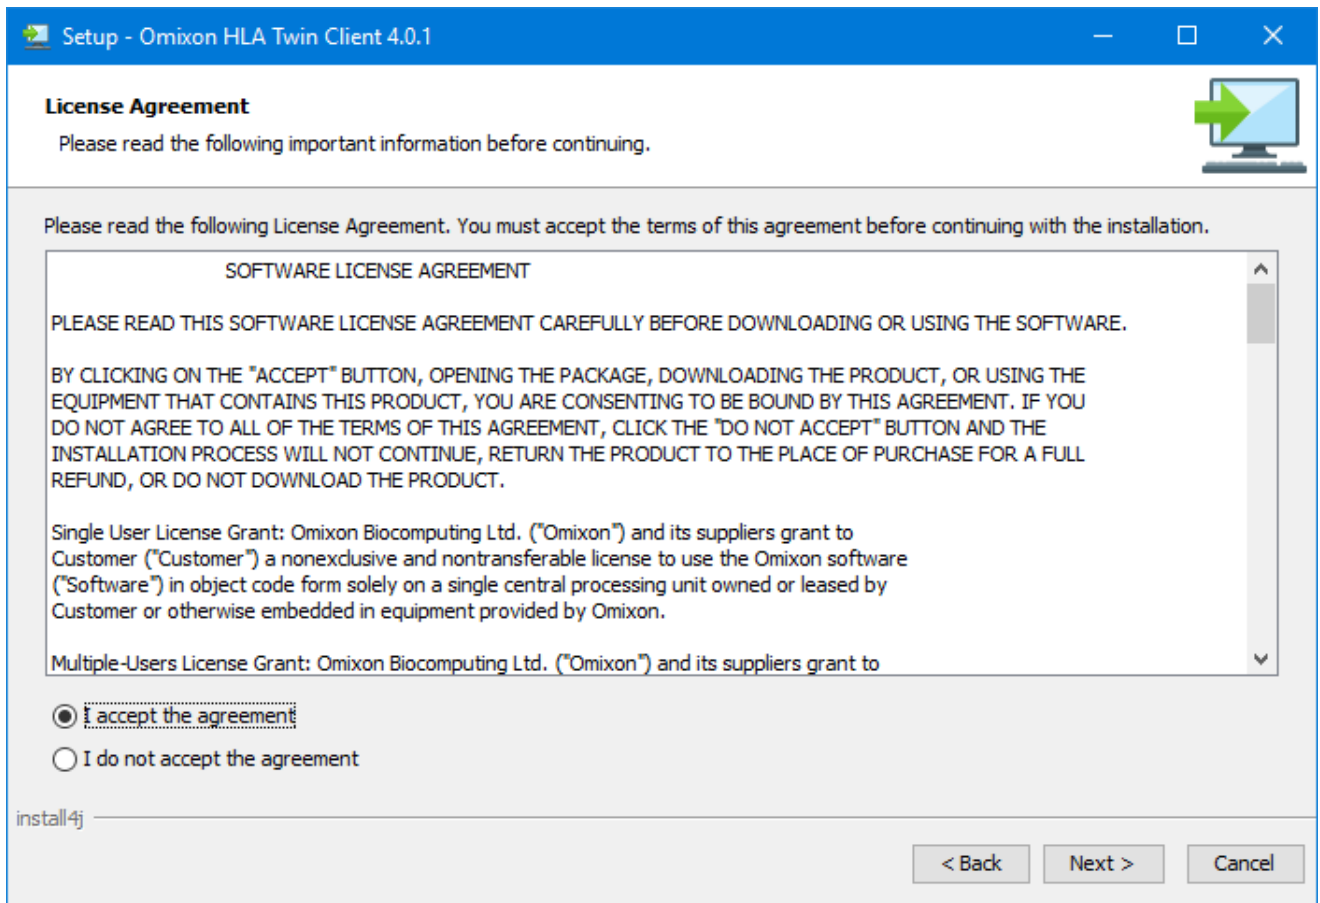 Setup - Omixon HLA Twin Client 4.0.1
License Agreement
Please read the following important information before continuing.
Please read the following License Agreement. You must accept the terms of this agreement before continuing with the installation.
SOFTWARE LICENSE AGREEMENT
PLEASE READ THIS SOFTWARE LICENSE AGREEMENT CAREFULLY BEFORE DOWNLOADING OR USING THE SOFTWARE.
BY CLICKING ON THE "ACCEPT" BUTTON, OPENING THE PACKAGE, DOWNLOADING THE PRODUCT, OR USING THE
EQUIPMENT THAT CONTAINS THIS PRODUCT, YOU ARE CONSENTING TO BE BOUND BY THIS AGREEMENT. IF YOU
DO NOT AGREE TO ALL OF THE TERMS OF THIS AGREEMENT, CLICK THE "DO NOT ACCEPT" BUTTON AND THE
INSTALLATION PROCESS WILL NOT CONTINUE, RETURN THE PRODUCT TO THE PLACE OF PURCHASE FOR A FULL
REFUND, OR DO NOT DOWNLOAD THE PRODUCT.
Single User License Grant: Omixon Biocomputing Ltd. ("Omixon") and its suppliers grant to
Customer ("Customer") a nonexclusive and nontransferable license to use the Omixon software
("Software") in object code form solely on a single central processing unit owned or leased by
Customer or otherwise embedded in equipment provided by Omixon.
Multiple-Users License Grant: Omixon Biocomputing Ltd. ("Omixon") and its suppliers grant to
I accept the agreement
I do not accept the agreement
install4j
< Back Next > Cancel